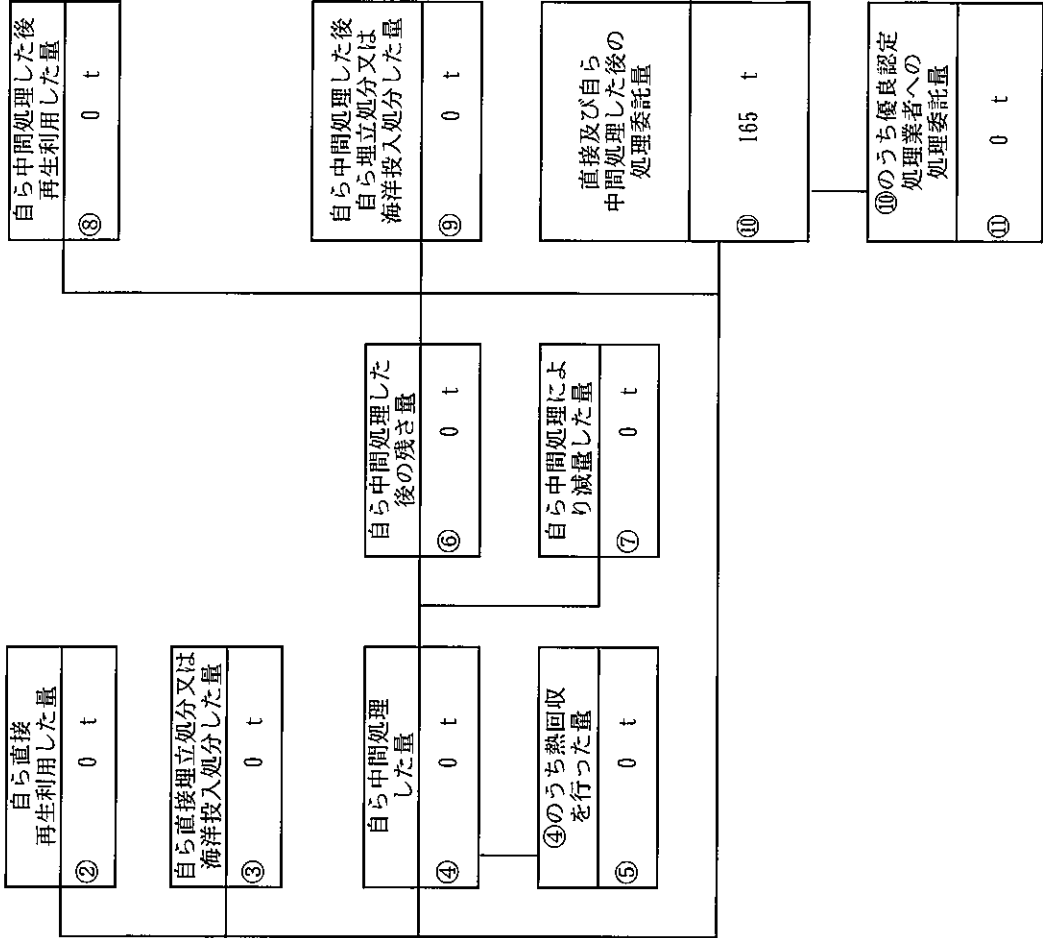 自ら直接
再生利用した量
② 0 t
自ら直接埋立処分又は
海洋投入処分した量
③ 0 t
自ら中間処理
した量
④ 0 t
④のうち熱回収
を行った量
⑤ 0 t
自ら中間処理した
後の残さ量
⑥ 0 t
自ら中間処理によ
り減量した量
⑦ 0 t
自ら中間処理した後
再生利用した量
⑧ 0 t
自ら中間処理した後
自ら埋立処分又は
海洋投入処分した量
⑨ 0 t
直接及び自ら
中間処理した後の
処理委託量
⑩ 165 t
⑩のうち優良認定
処理業者への
処理委託量
⑪ 0 t